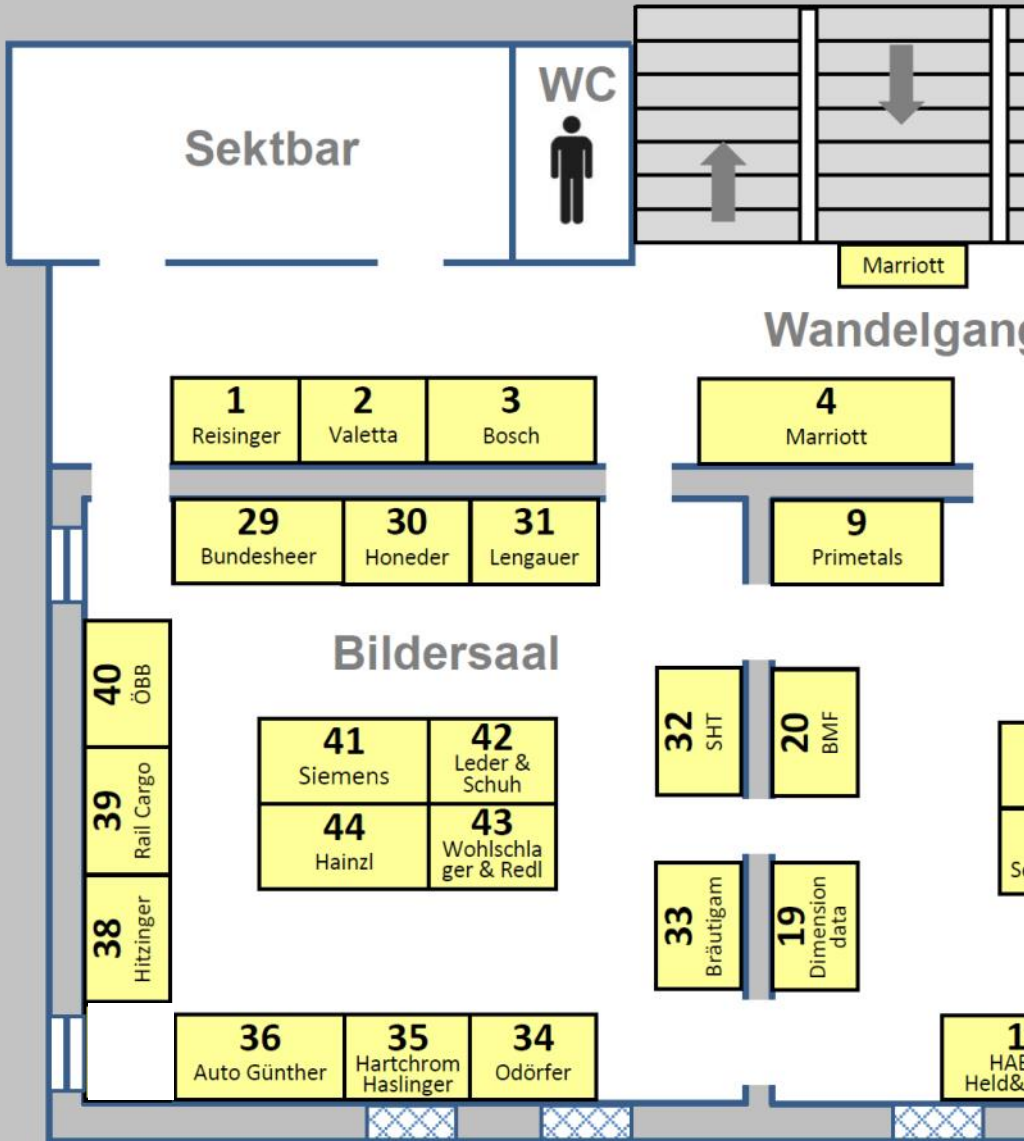 WC
Sektbar
Marriott
Wandelgang
1
Reisinger
2
Valetta
3
Bosch
4
Marriott
29
Bundesheer
30
Honeder
31
Lengauer
9
Primetals
Bildersaal
40
ÖBB
39
Rail Cargo
38
Hitzinger
41
Siemens
42
Leder &
Schuh
44
Hainzl
43
Wohlschla
ger & Redl
32
SHT
20
BMF
33
Bräutigam
19
Dimension
data
36
Auto Günther
35
Hartchrom
Haslinger
34
Odörfer
Held&